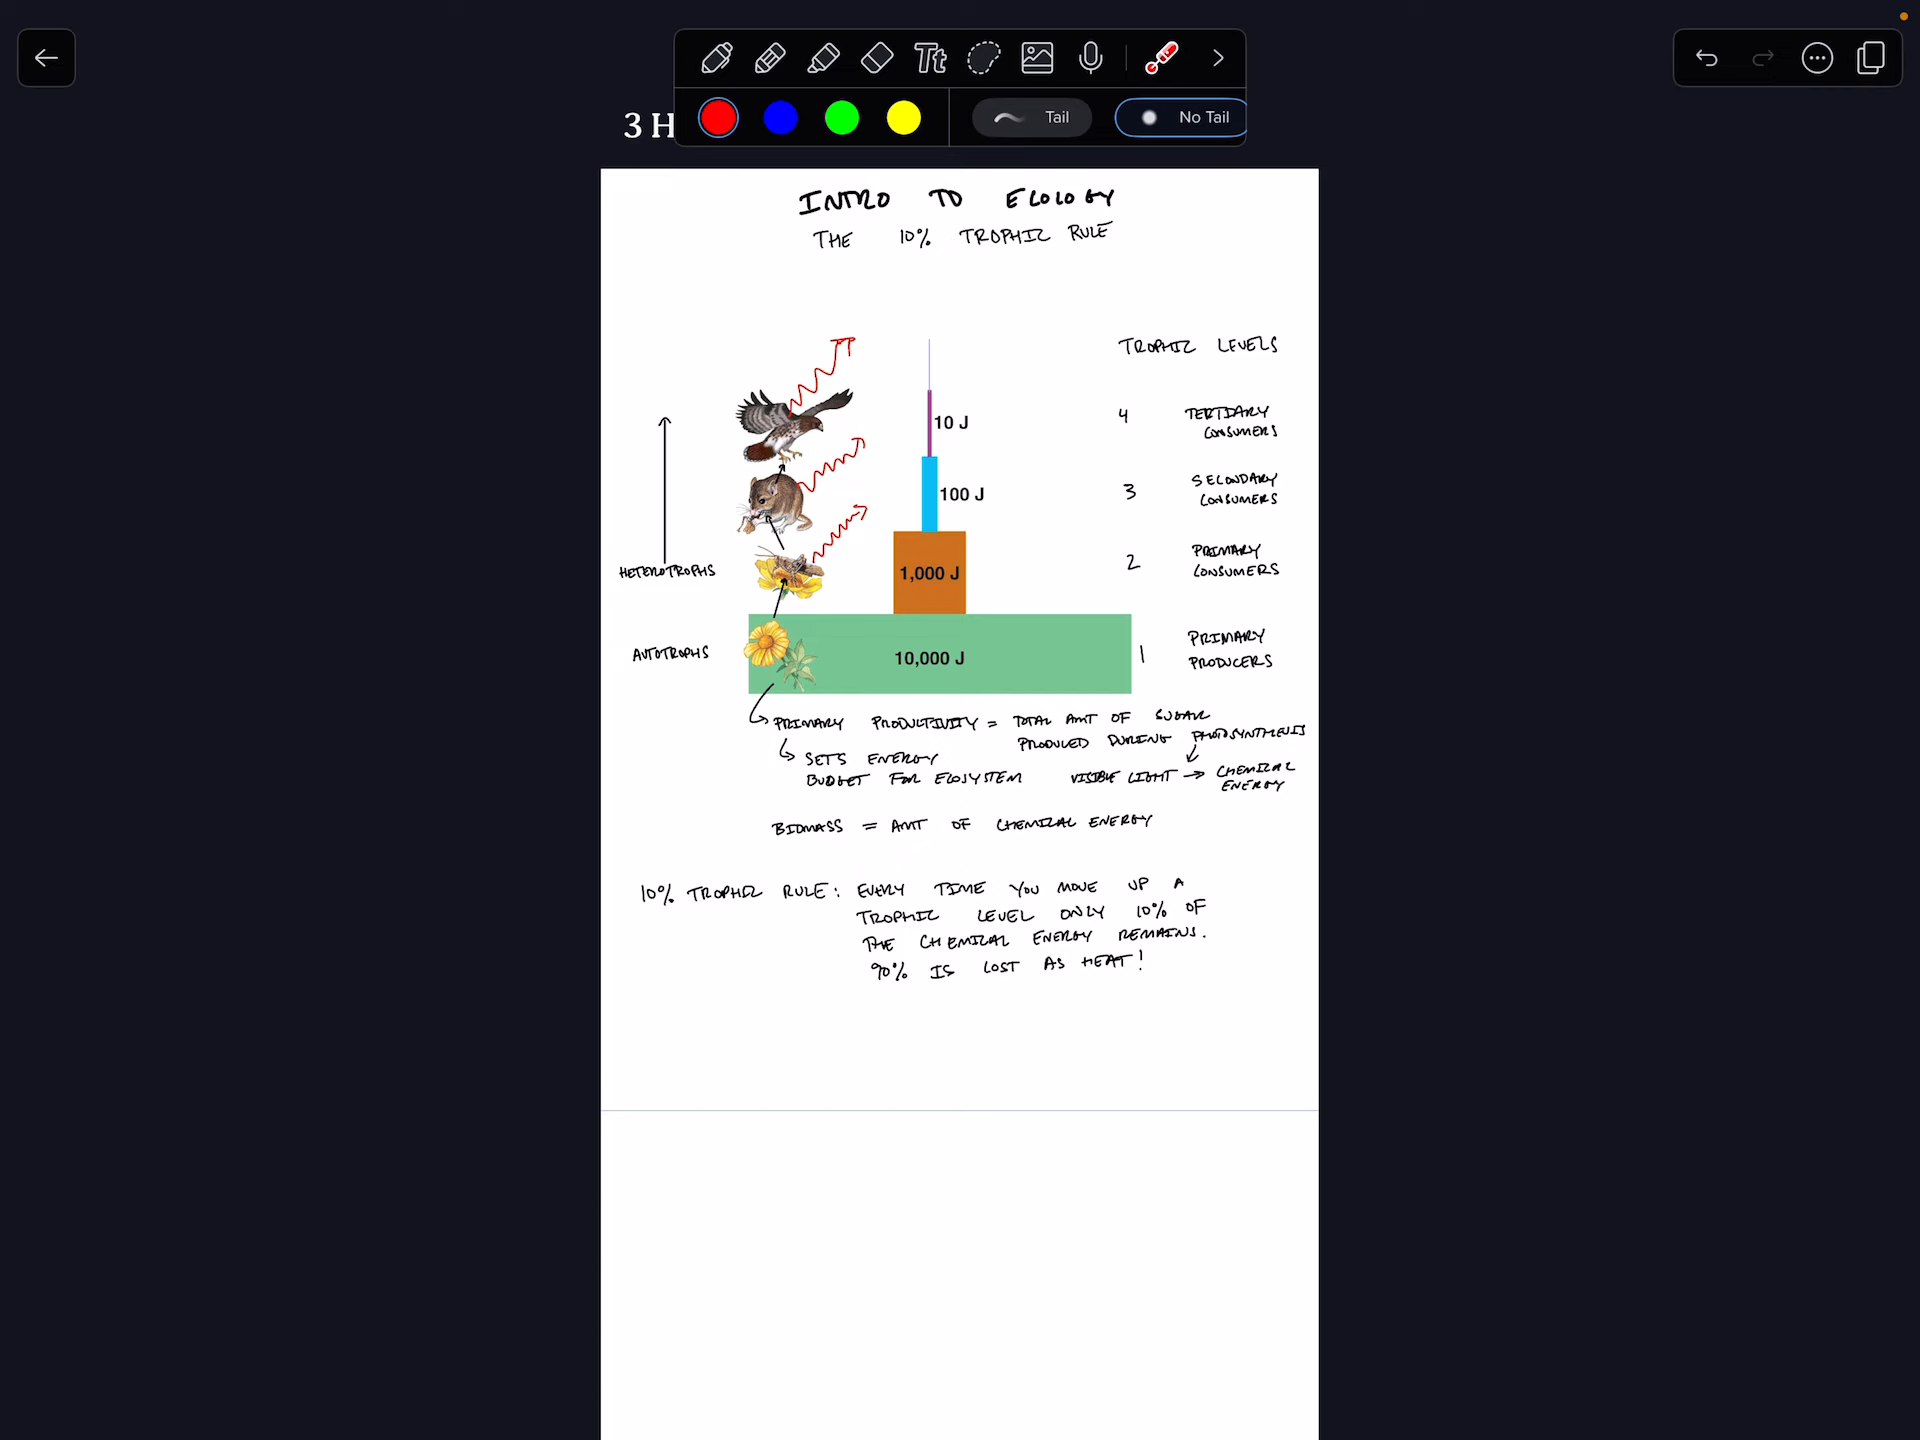 Tt
Tail
No Tail
3 H
INTRO TO ECOLOGY
THE 10% TROPHIC RULE
TROPHIC LEVELS
10 J
4 TERTIARY
CONSUMERS
100 J
3 SECONDARY
CONSUMERS
HETEROTROPHS
1,000 J
2 PRIMARY
CONSUMERS
AUTOTROPHS
10,000 J
1 PRIMARY
PRODUCERS
PRIMARY PRODUCTIVITY = TOTAL AMT OF SUGAR
PRODUCED DURING PHOTOSYNTHESIS
SETS ENERGY
BUDGET FOR ECOSYSTEM
VISIBLE LIGHT → CHEMICAL
ENERGY
BIOMASS = AMT OF CHEMICAL ENERGY
10% TROPHIC RULE: EVERY TIME YOU MOVE UP A
TROPHIC LEVEL ONLY 10% OF
THE CHEMICAL ENERGY REMAINS.
90% IS LOST AS HEAT!